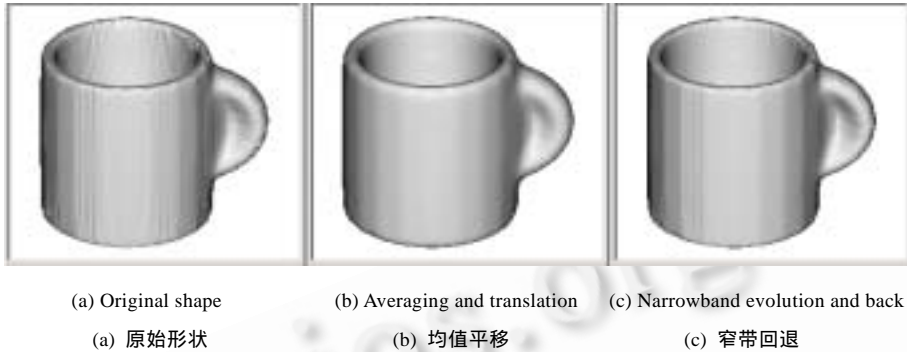 (a) Original shape (b) Averaging and translation (c) Narrowband evolution and back
(a) 原始形状 (b) 均值平移 (c) 窄带回退